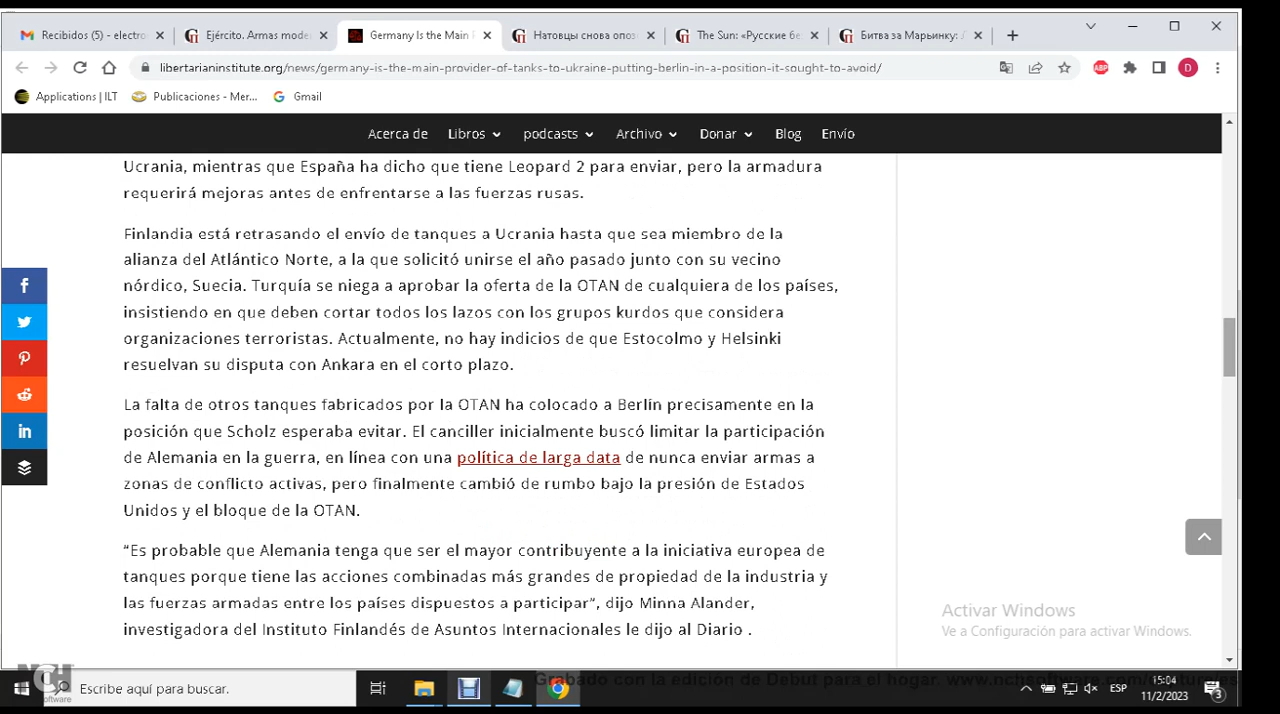 Recibidos (5) - electro
Ejército. Armas mode
Germany Is the Main P
Натовцы снова опоз
The Sun: «Русские бе
Битва за Марьинку: Л
libertarianinstitute.org/news/germany-is-the-main-provider-of-tanks-to-ukraine-putting-berlin-in-a-position-it-sought-to-avoid/
ABP
D
Applications | ILT
Publicaciones - Mer...
Gmail
Acerca de
Libros
podcasts
Archivo
Donar
Blog
Envío
Ucrania, mientras que España ha dicho que tiene Leopard 2 para enviar, pero la armadura
requerirá mejoras antes de enfrentarse a las fuerzas rusas.
Finlandia está retrasando el envío de tanques a Ucrania hasta que sea miembro de la
alianza del Atlántico Norte, a la que solicitó unirse el año pasado junto con su vecino
nórdico, Suecia. Turquía se niega a aprobar la oferta de la OTAN de cualquiera de los países,
insistiendo en que deben cortar todos los lazos con los grupos kurdos que considera
organizaciones terroristas. Actualmente, no hay indicios de que Estocolmo y Helsinki
resuelvan su disputa con Ankara en el corto plazo.
La falta de otros tanques fabricados por la OTAN ha colocado a Berlín precisamente en la
posición que Scholz esperaba evitar. El canciller inicialmente buscó limitar la participación
de Alemania en la guerra, en línea con una política de larga data de nunca enviar armas a
zonas de conflicto activas, pero finalmente cambió de rumbo bajo la presión de Estados
Unidos y el bloque de la OTAN.
“Es probable que Alemania tenga que ser el mayor contribuyente a la iniciativa europea de
tanques porque tiene las acciones combinadas más grandes de propiedad de la industria y
las fuerzas armadas entre los países dispuestos a participar”, dijo Minna Alander,
investigadora del Instituto Finlandés de Asuntos Internacionales le dijo al Diario .
Activar Windows
Ve a Configuración para activar Windows.
NCH
software
Escribe aquí para buscar.
Grabado con la edición de Debut para el hogar. www.nchsoftware.com/capture/es
ESP
15:04
11/2/2023
3